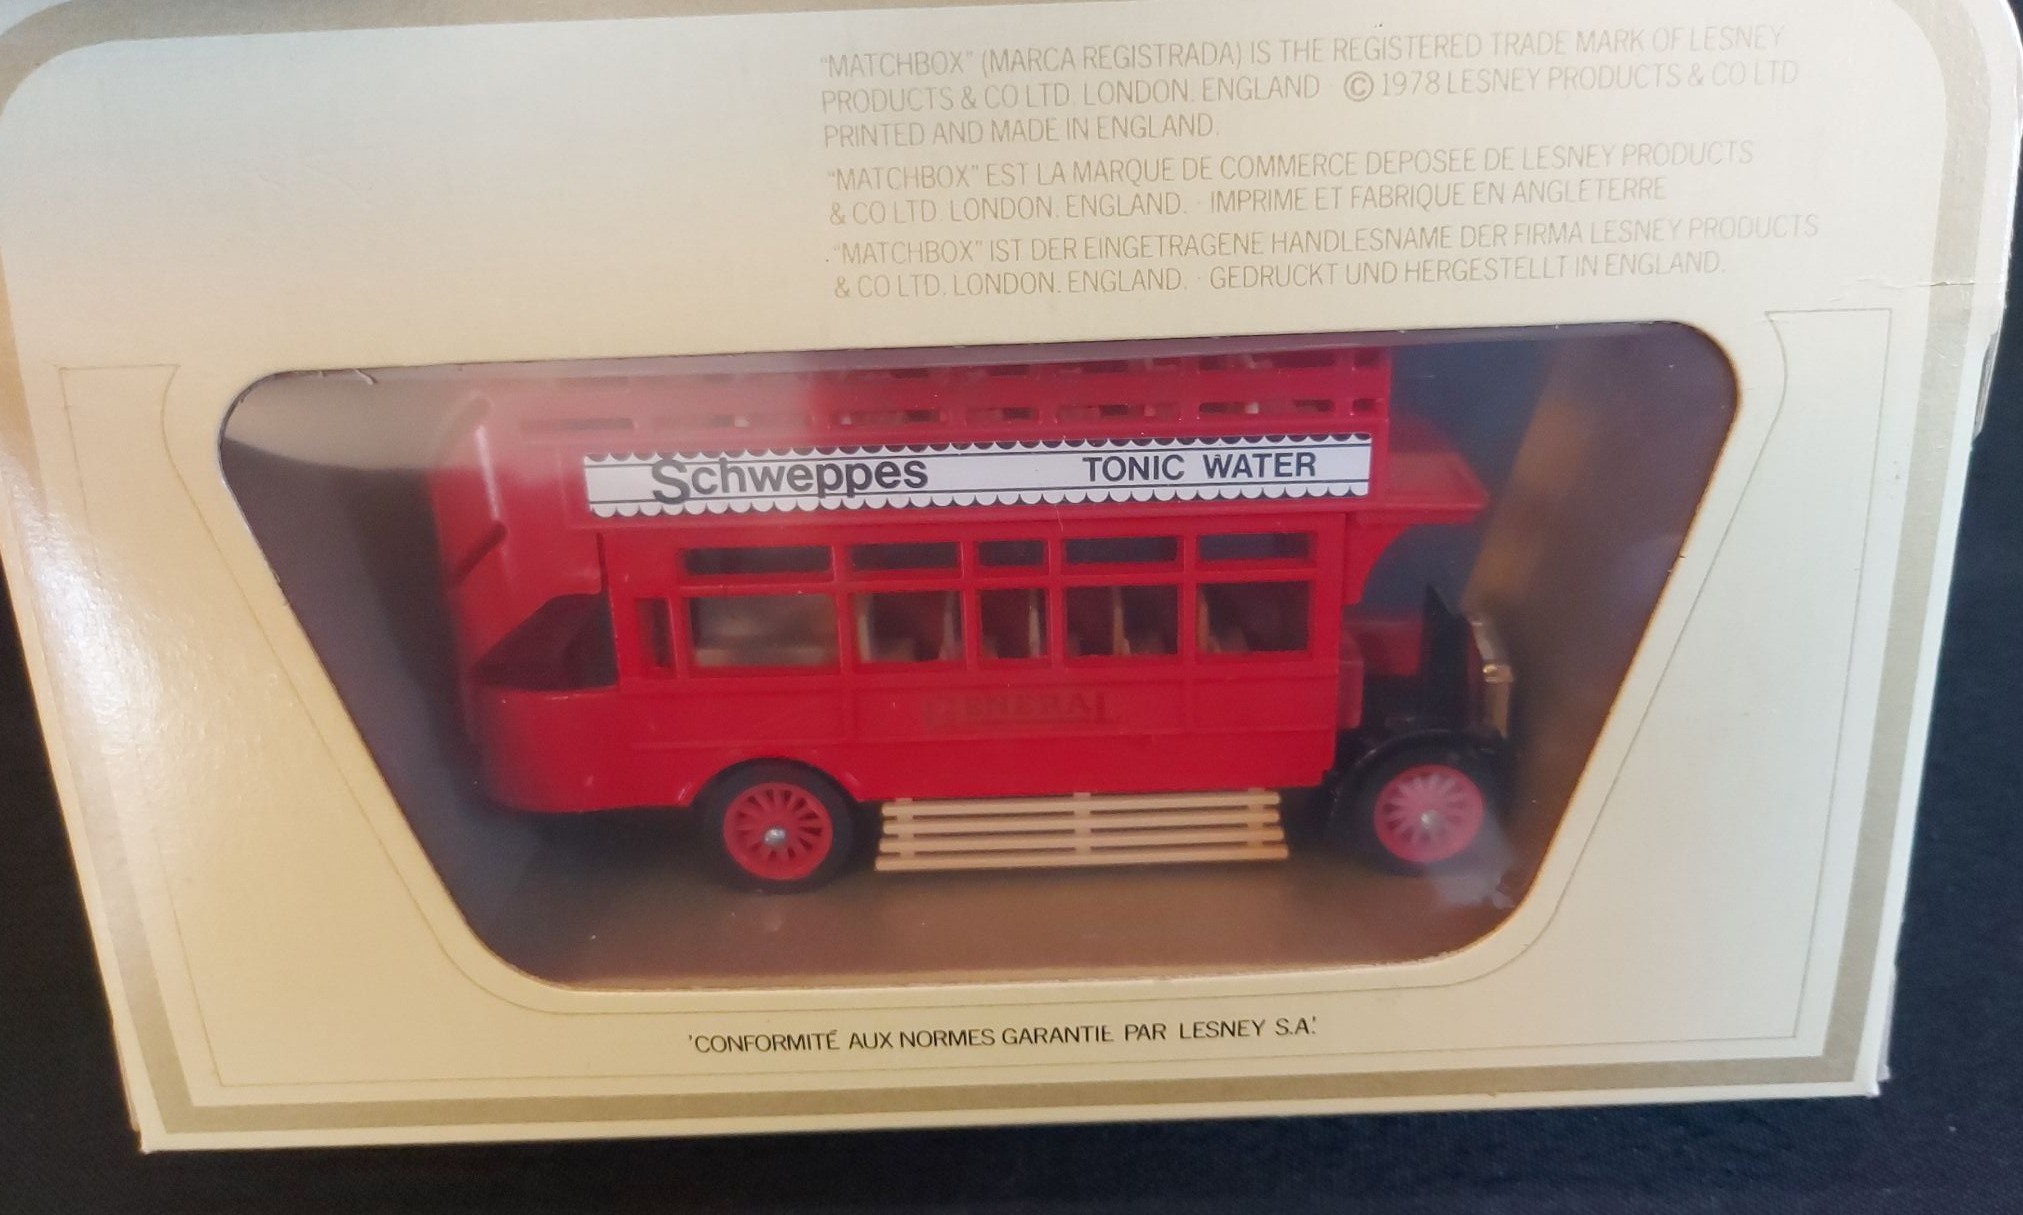 "MATCHBOX" (MARCA REGISTRADA) IS THE REGISTERED TRADE MARK OF LESNEY
PRODUCTS & CO LTD. LONDON. ENGLAND © 1978 LESNEY PRODUCTS & CO LTD
PRINTED AND MADE IN ENGLAND.
"MATCHBOX" EST LA MARQUE DE COMMERCE DEPOSEE DE LESNEY PRODUCTS
& CO LTD. LONDON. ENGLAND. · IMPRIME ET FABRIQUE EN ANGLETERRE
"MATCHBOX" IST DER EINGETRAGENE HANDLESNAME DER FIRMA LESNEY PRODUCTS
& CO LTD. LONDON. ENGLAND. · GEDRUCKT UND HERGESTELLT IN ENGLAND.
Schweppes TONIC WATER
GENERAL
'CONFORMITÉ AUX NORMES GARANTIE PAR LESNEY S.A.'